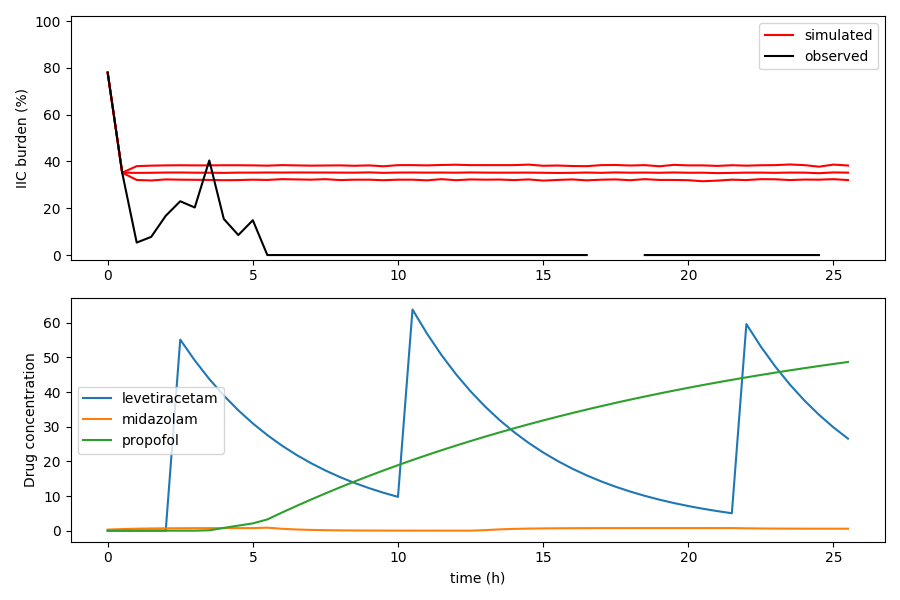 100
80
60
40
20
0
IIC burden (%)
simulated
observed
0 5 10 15 20 25
60
50
40
30
20
10
0
Drug concentration
levetiracetam
midazolam
propofol
0 5 10 15 20 25
time (h)